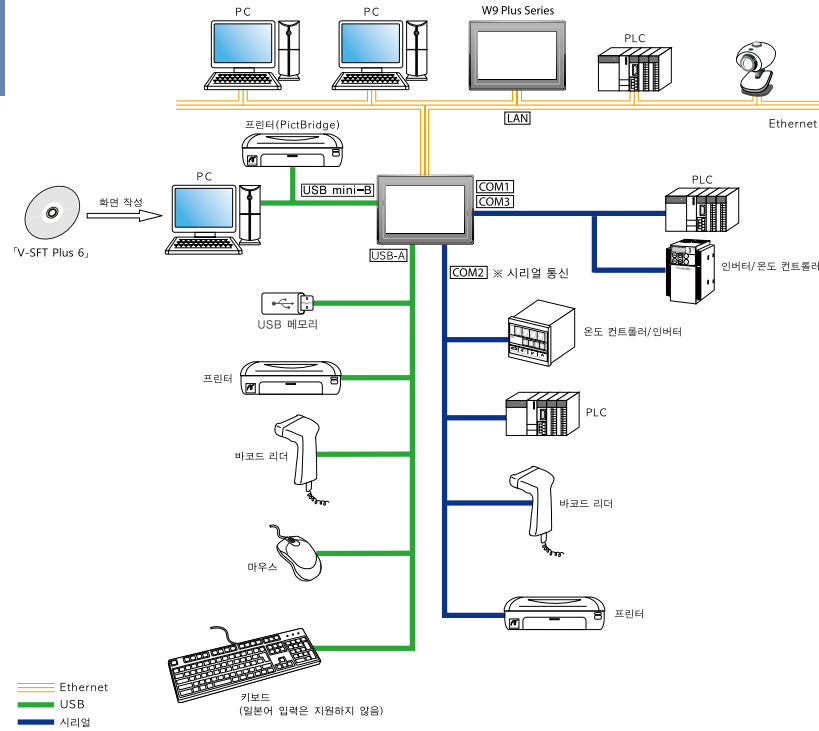 PC
PC
W9 Plus Series
PLC
LAN
Ethernet
프린터(PictBridge)
PC
USB mini-B
COM1
COM3
PLC
화면 작성
「V-SFT Plus 6」
USB-A
COM2 ※ 시리얼 통신
인버터/온도 컨트롤러
USB 메모리
온도 컨트롤러/인버터
프린터
PLC
바코드 리더
바코드 리더
마우스
프린터
키보드
(일본어 입력은 지원하지 않음)
Ethernet
USB
시리얼